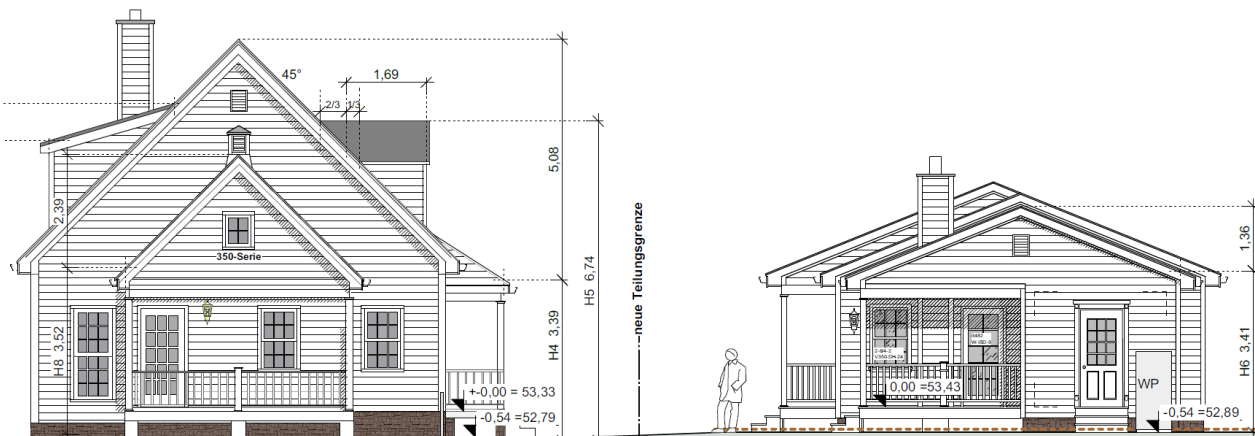 45°
1,69
2/3
1/3
5,08
2,39
350-Serie
H8 3,52
H4 3,39
H5 6,74
+-0,00 =53,33
-0,54 =52,79
neue Teilungsgrenze
1,36
H6 3,41
0,00 =53,43
WP
-0,54 =52,89